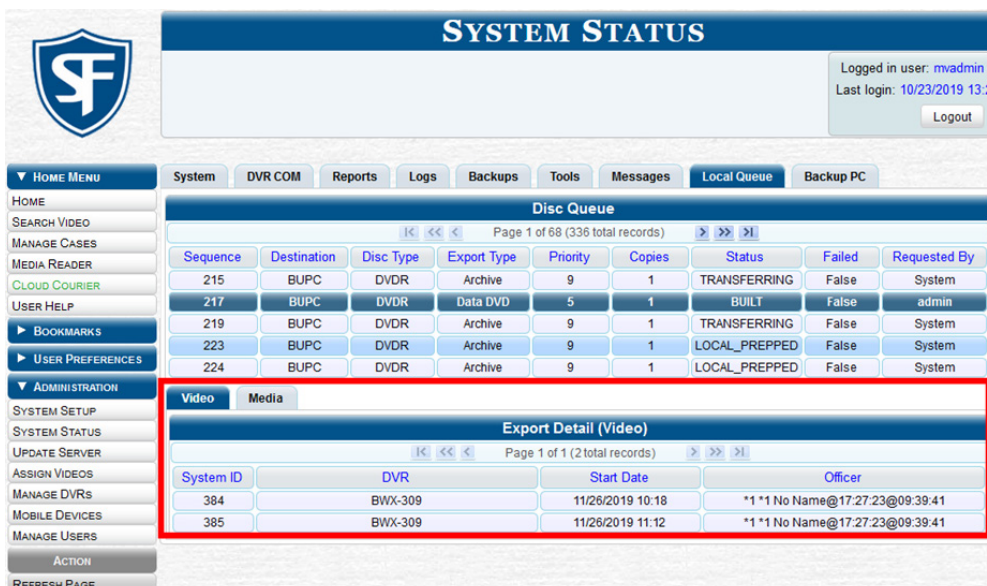 SYSTEM STATUS
SF
Logged in user: mvadmin
Last login: 10/23/2019 13:
Logout
▼ HOME MENU
HOME
SEARCH VIDEO
MANAGE CASES
MEDIA READER
CLOUD COURIER
USER HELP
▶ BOOKMARKS
▶ USER PREFERENCES
▼ ADMINISTRATION
SYSTEM SETUP
SYSTEM STATUS
UPDATE SERVER
ASSIGN VIDEOS
MANAGE DVRS
MOBILE DEVICES
MANAGE USERS
ACTION
REFRESH PAGE
System DVR COM Reports Logs Backups Tools Messages Local Queue Backup PC
Disc Queue
|< << < Page 1 of 68 (336 total records) > >> >|
Sequence Destination Disc Type Export Type Priority Copies Status Failed Requested By
215 BUPC DVDR Archive 9 1 TRANSFERRING False System
217 BUPC DVDR Data DVD 5 1 BUILT False admin
219 BUPC DVDR Archive 9 1 TRANSFERRING False System
223 BUPC DVDR Archive 9 1 LOCAL_PREPPED False System
224 BUPC DVDR Archive 9 1 LOCAL_PREPPED False System
Video Media
Export Detail (Video)
|< << < Page 1 of 1 (2 total records) > >> >|
System ID DVR Start Date Officer
384 BWX-309 11/26/2019 10:18 *1 *1 No Name@17:27:23@09:39:41
385 BWX-309 11/26/2019 11:12 *1 *1 No Name@17:27:23@09:39:41